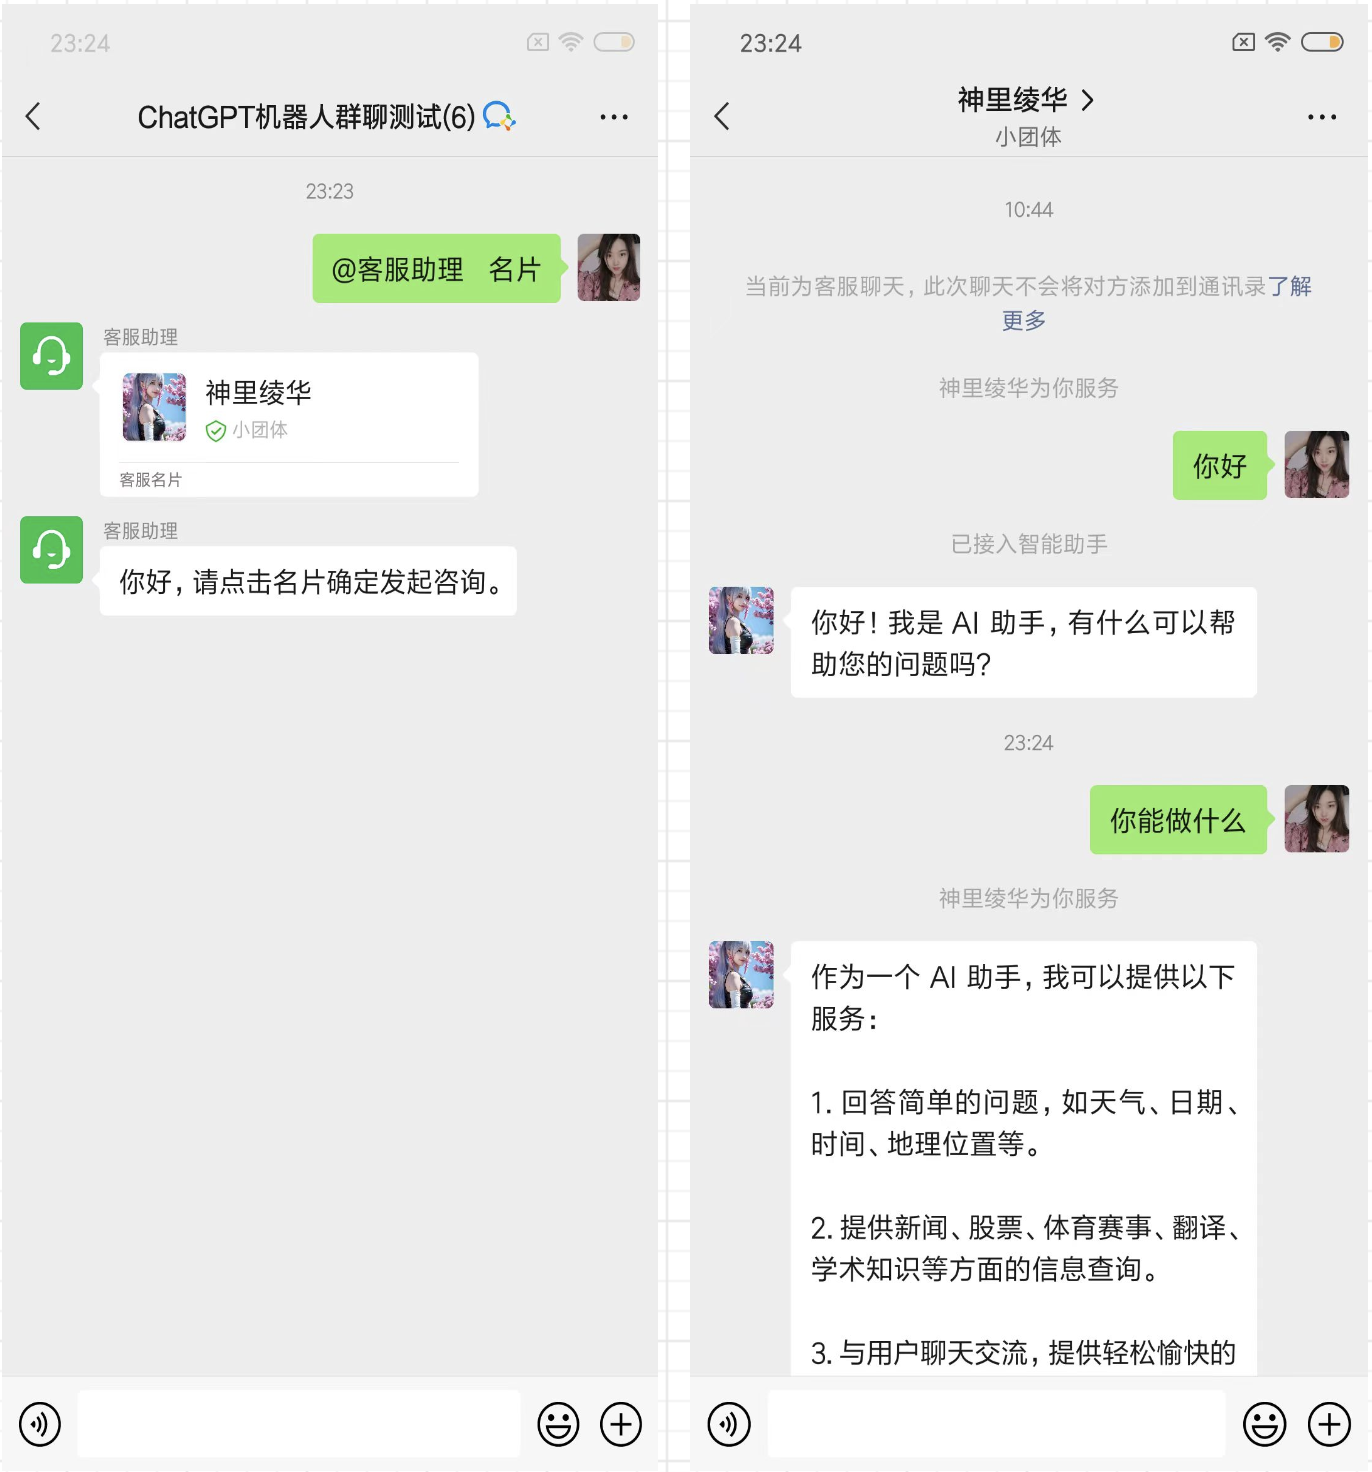 23:24
ChatGPT机器人群聊测试(6)
23:23
@客服助理 名片
客服助理
神里绫华
小团体
客服名片
客服助理
你好，请点击名片确定发起咨询。
23:24
神里绫华
小团体
10:44
当前为客服聊天，此次聊天不会将对方添加到通讯录了解
更多
神里绫华为你服务
你好
已接入智能助手
你好！我是 AI 助手，有什么可以帮
助您的问题吗？
23:24
你能做什么
神里绫华为你服务
作为一个 AI 助手，我可以提供以下
服务：
1. 回答简单的问题，如天气、日期、
时间、地理位置等。
2. 提供新闻、股票、体育赛事、翻译、
学术知识等方面的信息查询。
3. 与用户聊天交流，提供轻松愉快的